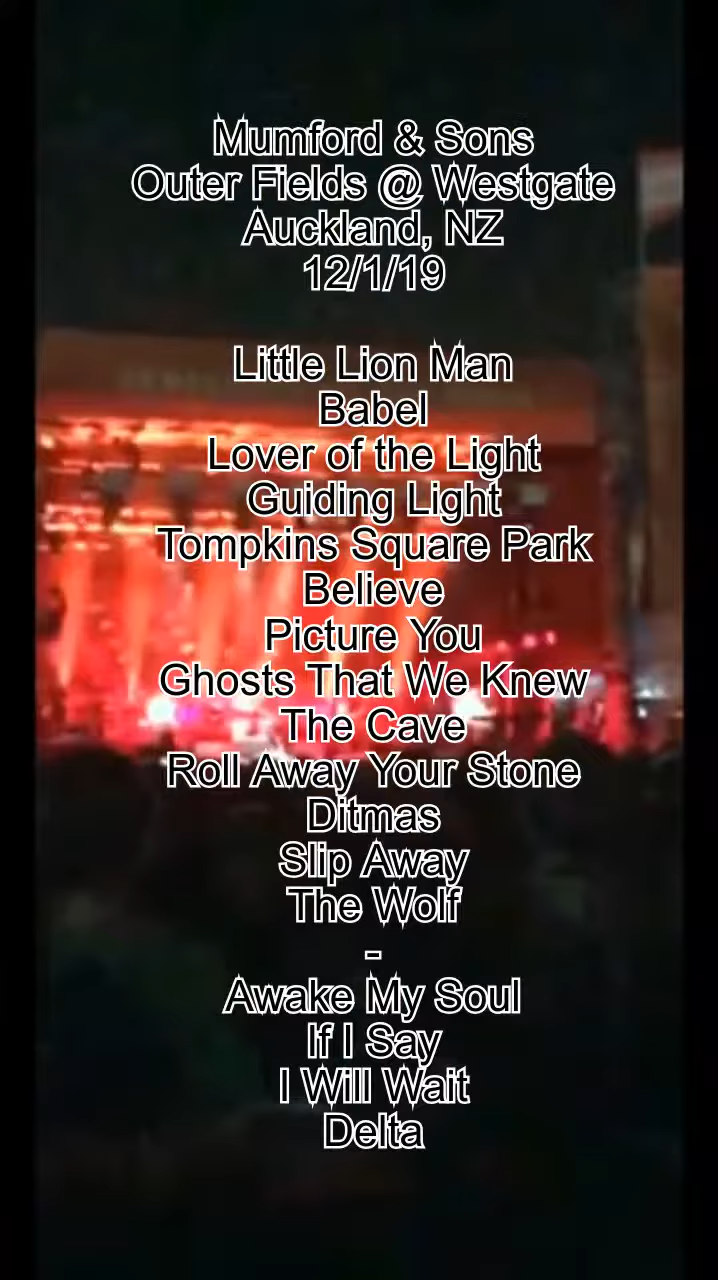 Mumford & Sons
Outer Fields @ Westgate
Auckland, NZ
12/1/19
Little Lion Man
Babel
Lover of the Light
Guiding Light
Tompkins Square Park
Believe
Picture You
Ghosts That We Knew
The Cave
Roll Away Your Stone
Ditmas
Slip Away
The Wolf
-
Awake My Soul
If I Say
I Will Wait
Delta